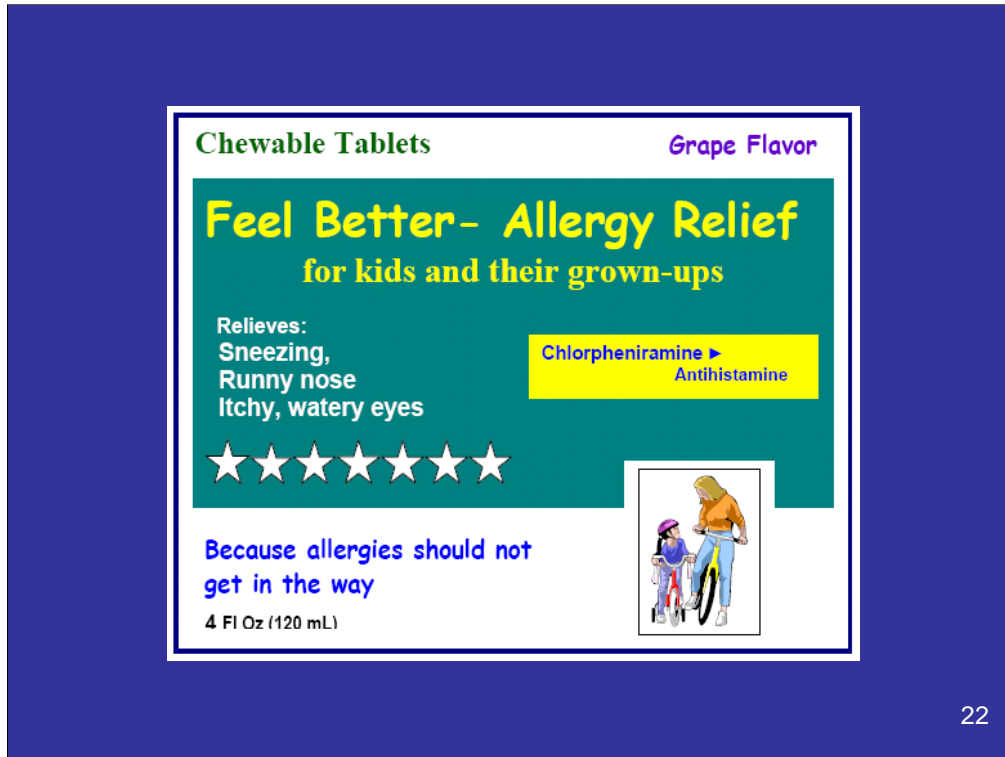 Chewable Tablets
Grape Flavor
Feel Better- Allergy Relief
for kids and their grown-ups
Relieves:
Sneezing,
Runny nose
Itchy, watery eyes
Chlorpheniramine ►
Antihistamine
Because allergies should not
get in the way
4 Fl Oz (120 mL)
22